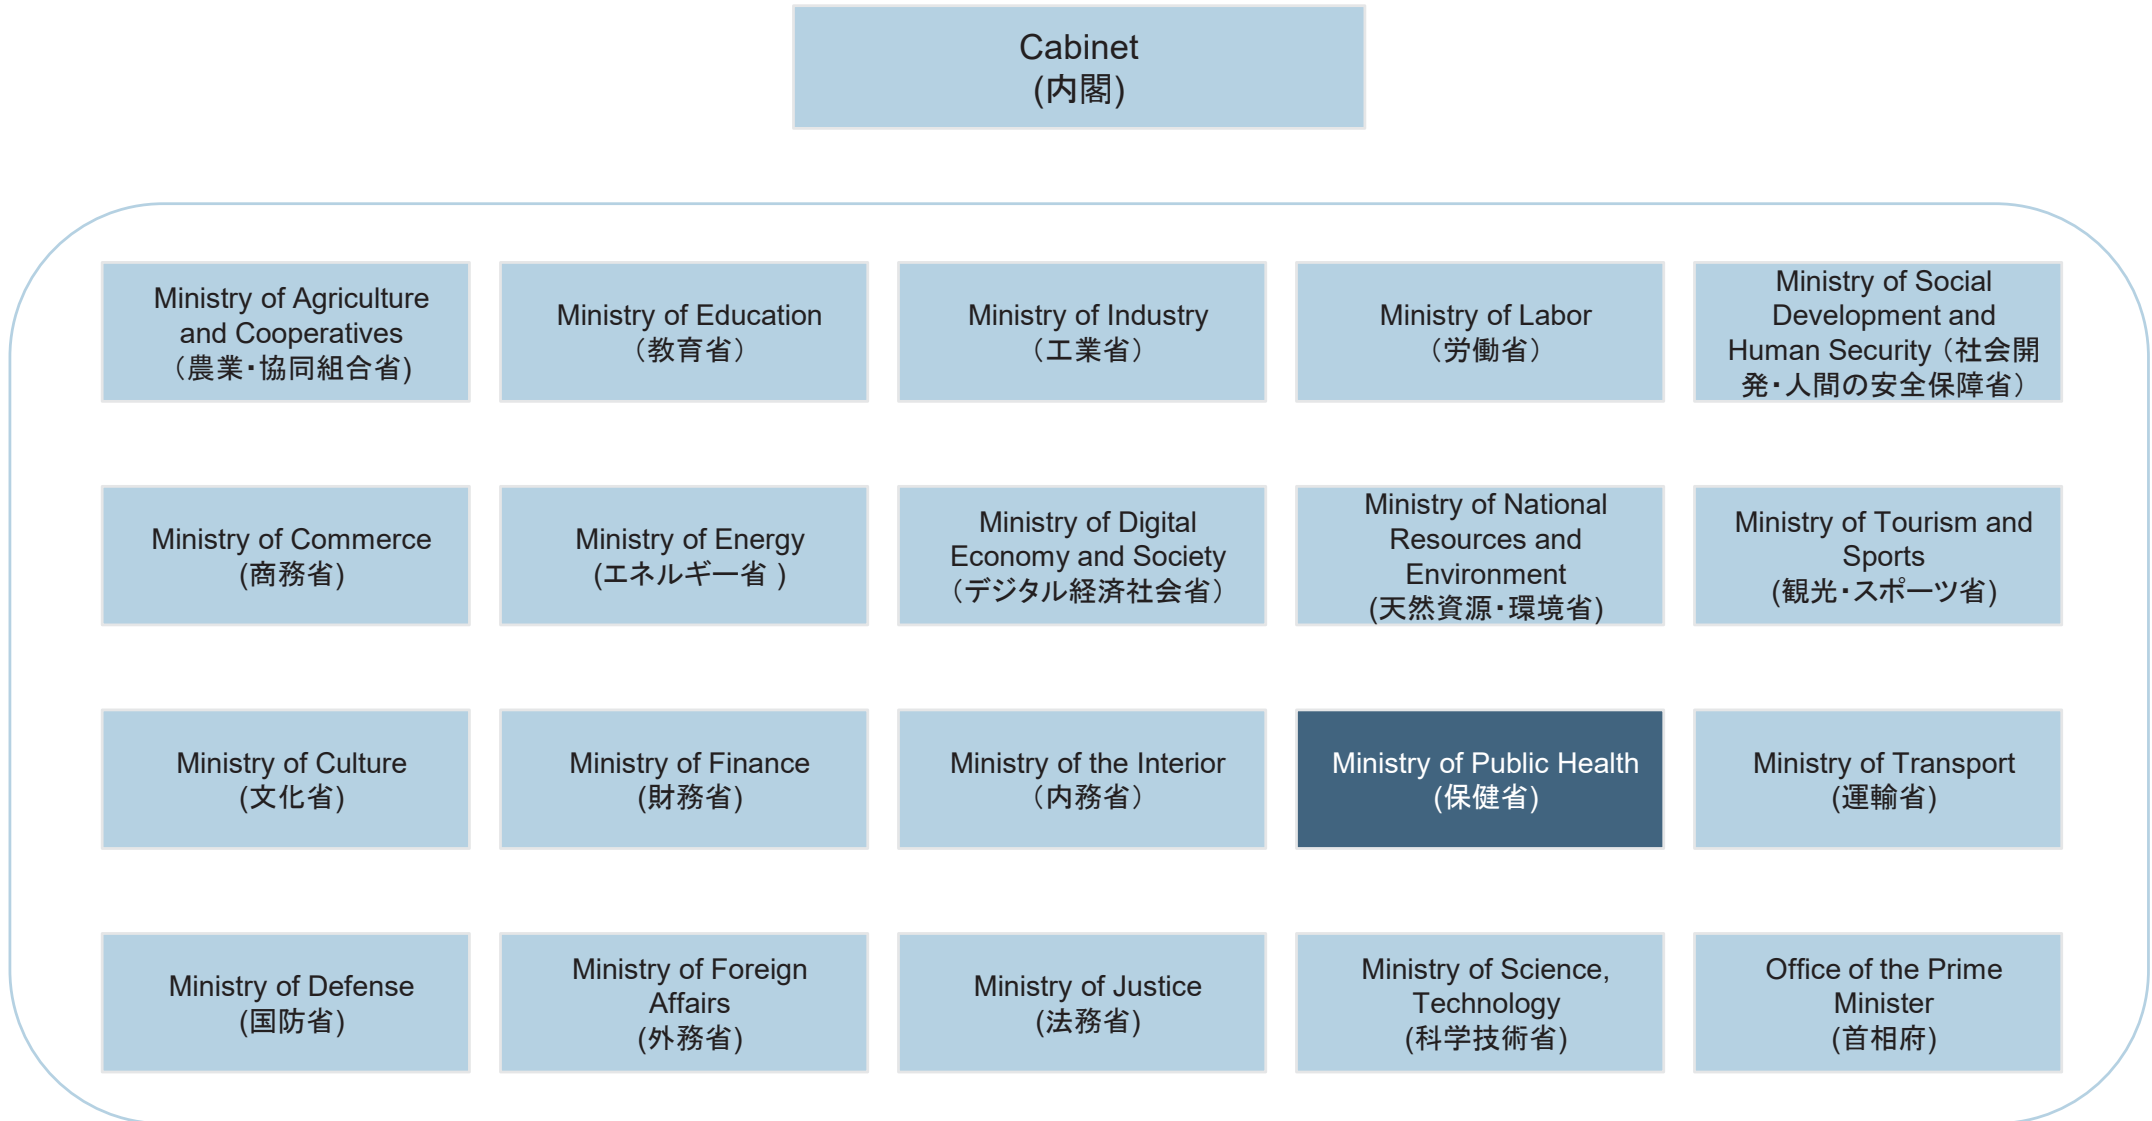 Cabinet
(内閣)
Ministry of Agriculture
and Cooperatives
（農業・協同組合省)
Ministry of Education
（教育省）
Ministry of Industry
（工業省）
Ministry of Labor
（労働省）
Ministry of Social
Development and
Human Security（社会開
発・人間の安全保障省）
Ministry of Commerce
(商務省)
Ministry of Energy
(エネルギー省 )
Ministry of Digital
Economy and Society
（デジタル経済社会省）
Ministry of National
Resources and
Environment
(天然資源・環境省)
Ministry of Tourism and
Sports
(観光・スポーツ省)
Ministry of Culture
(文化省)
Ministry of Finance
(財務省)
Ministry of the Interior
（内務省）
Ministry of Public Health
(保健省)
Ministry of Transport
(運輸省)
Ministry of Defense
(国防省)
Ministry of Foreign
Affairs
(外務省)
Ministry of Justice
(法務省)
Ministry of Science,
Technology
(科学技術省)
Office of the Prime
Minister
(首相府)